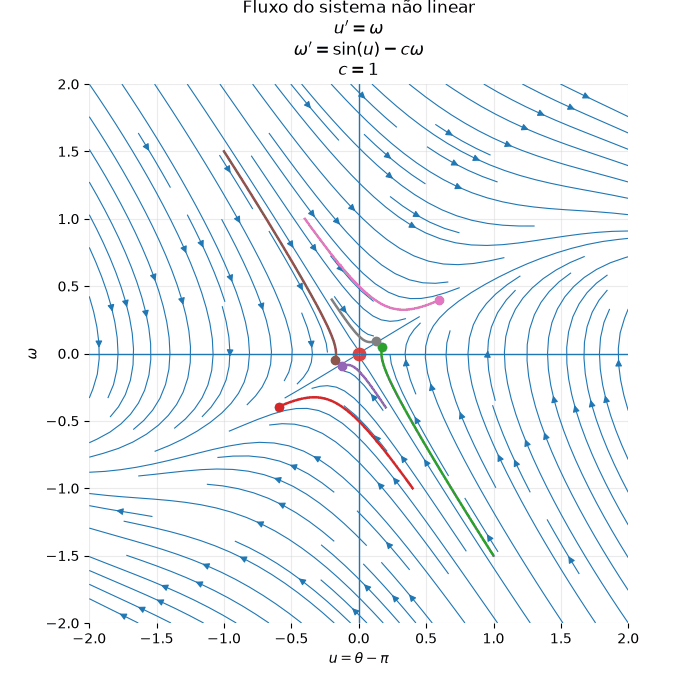 Fluxo do sistema não linear
u′ = ω
ω′ = sin(u) − cω
c = 1
2.0
1.5
1.0
0.5
0.0
−0.5
−1.0
−1.5
−2.0
ω
−2.0 −1.5 −1.0 −0.5 0.0 0.5 1.0 1.5 2.0
u = θ − π